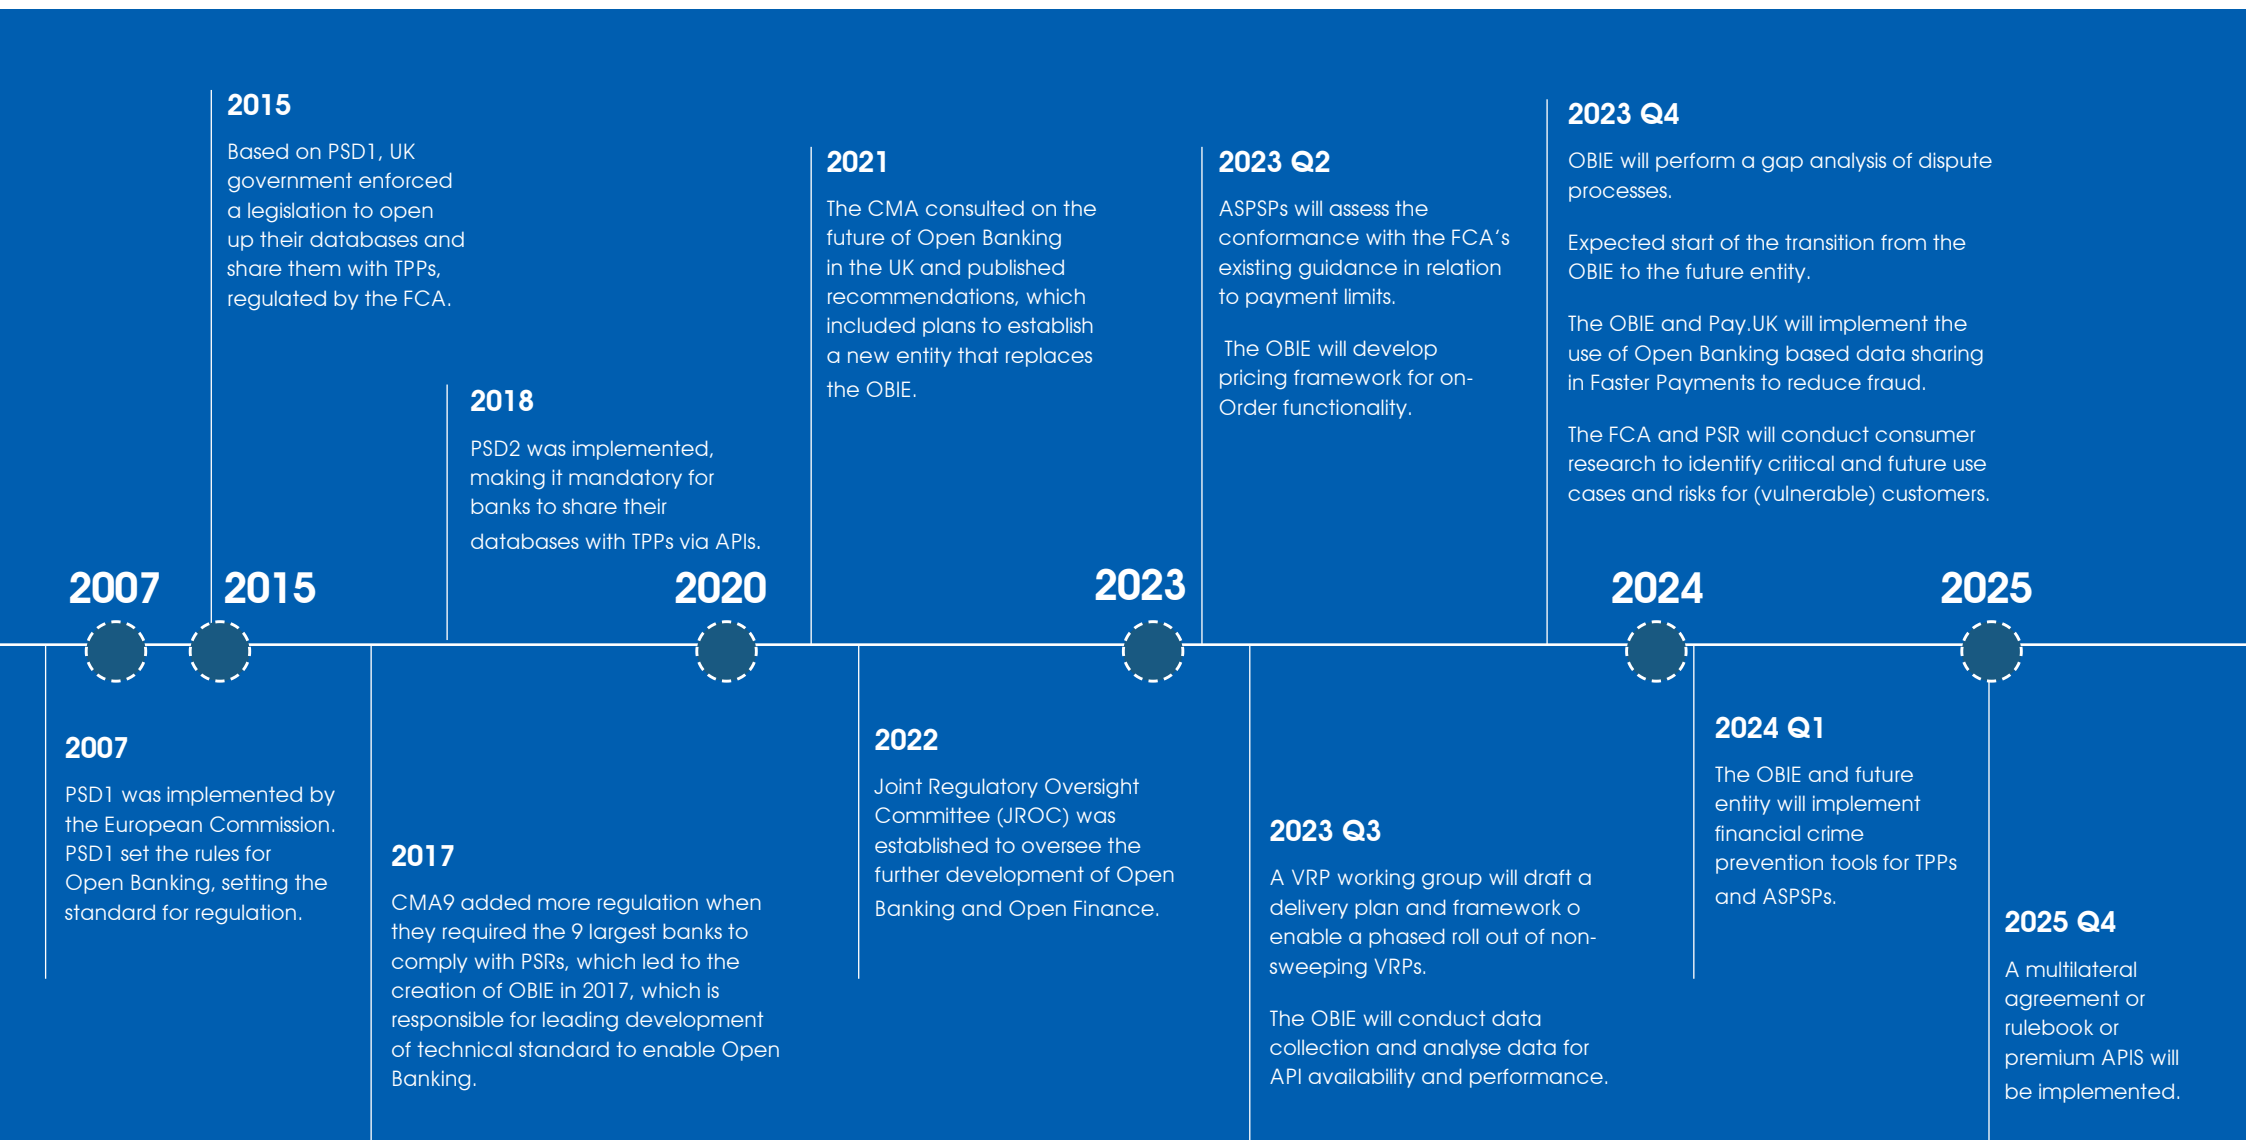 2015
Based on PSD1, UK
government enforced
a legislation to open
up their databases and
share them with TPPs,
regulated by the FCA.
2018
PSD2 was implemented,
making it mandatory for
banks to share their
databases with TPPs via APIs.
2021
The CMA consulted on the
future of Open Banking
in the UK and published
recommendations, which
included plans to establish
a new entity that replaces
the OBIE.
2023 Q2
ASPSPs will assess the
conformance with the FCA's
existing guidance in relation
to payment limits.
The OBIE will develop
pricing framework for on-
Order functionality.
2023 Q4
OBIE will perform a gap analysis of dispute
processes.
Expected start of the transition from the
OBIE to the future entity.
The OBIE and Pay.UK will implement the
use of Open Banking based data sharing
in Faster Payments to reduce fraud.
The FCA and PSR will conduct consumer
research to identify critical and future use
cases and risks for (vulnerable) customers.
2007
2015
2020
2023
2024
2025
2007
PSD1 was implemented by
the European Commission.
PSD1 set the rules for
Open Banking, setting the
standard for regulation.
2017
CMA9 added more regulation when
they required the 9 largest banks to
comply with PSRs, which led to the
creation of OBIE in 2017, which is
responsible for leading development
of technical standard to enable Open
Banking.
2022
Joint Regulatory Oversight
Committee (JROC) was
established to oversee the
further development of Open
Banking and Open Finance.
2023 Q3
A VRP working group will draft a
delivery plan and framework o
enable a phased roll out of non-
sweeping VRPs.
The OBIE will conduct data
collection and analyse data for
API availability and performance.
2024 Q1
The OBIE and future
entity will implement
financial crime
prevention tools for TPPs
and ASPSPs.
2025 Q4
A multilateral
agreement or
rulebook or
premium APIS will
be implemented.